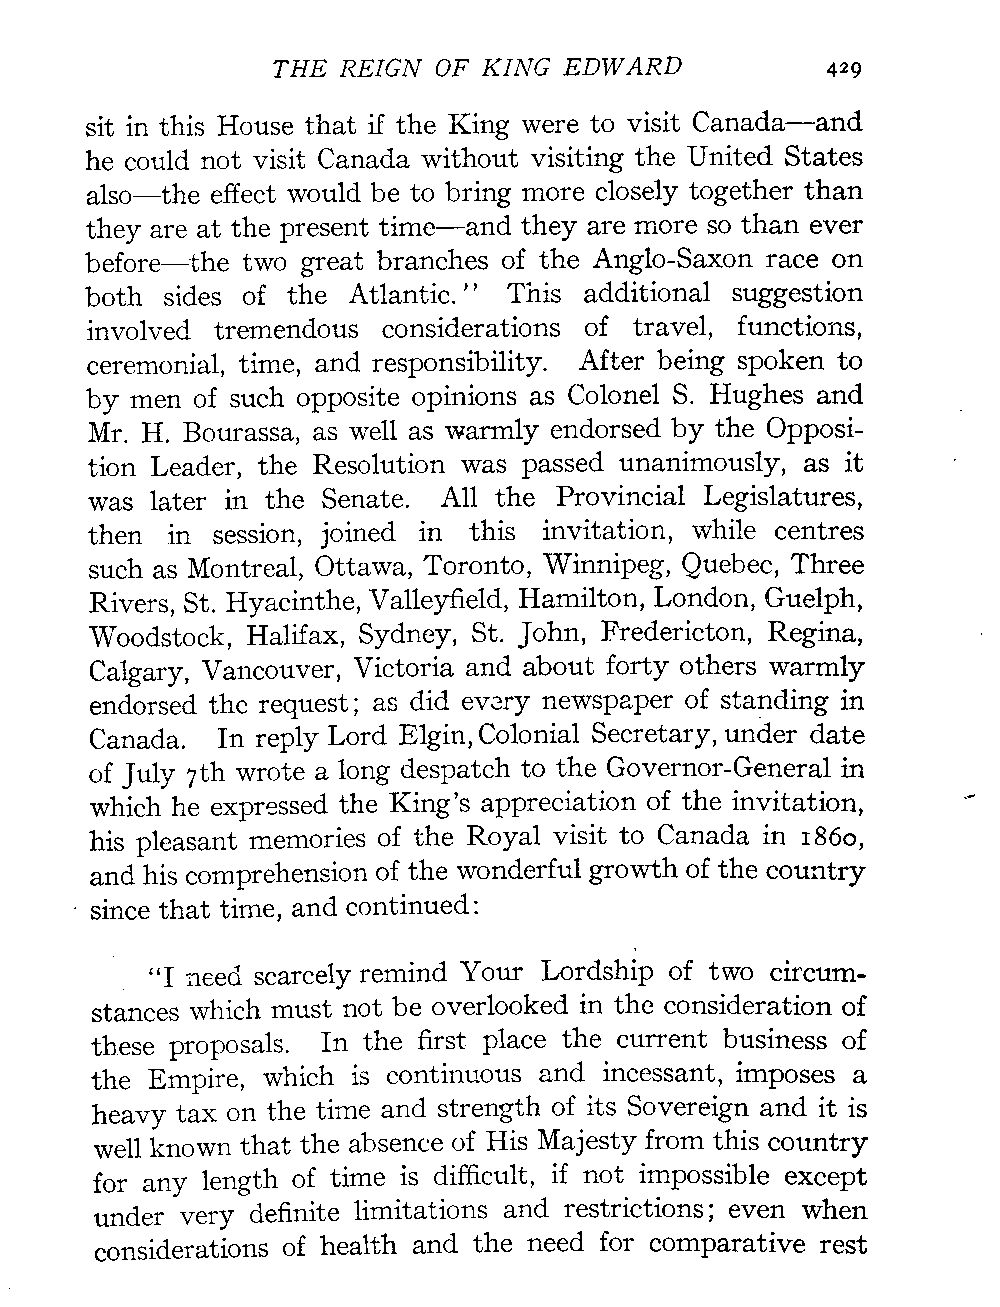 THE REIGN OF KING EDWARD 429
sit in this House that if the King were to visit Canada—and
he could not visit Canada without visiting the United States
also—the effect would be to bring more closely together than
they are at the present time—and they are more so than ever
before—the two great branches of the Anglo-Saxon race on
both sides of the Atlantic." This additional suggestion
involved tremendous considerations of travel, functions,
ceremonial, time, and responsibility. After being spoken to
by men of such opposite opinions as Colonel S. Hughes and
Mr. H. Bourassa, as well as warmly endorsed by the Opposi-
tion Leader, the Resolution was passed unanimously, as it
was later in the Senate. All the Provincial Legislatures,
then in session, joined in this invitation, while centres
such as Montreal, Ottawa, Toronto, Winnipeg, Quebec, Three
Rivers, St. Hyacinthe, Valleyfield, Hamilton, London, Guelph,
Woodstock, Halifax, Sydney, St. John, Fredericton, Regina,
Calgary, Vancouver, Victoria and about forty others warmly
endorsed the request; as did every newspaper of standing in
Canada. In reply Lord Elgin, Colonial Secretary, under date
of July 7th wrote a long despatch to the Governor-General in
which he expressed the King's appreciation of the invitation,
his pleasant memories of the Royal visit to Canada in 1860,
and his comprehension of the wonderful growth of the country
since that time, and continued:
"I need scarcely remind Your Lordship of two circum-
stances which must not be overlooked in the consideration of
these proposals. In the first place the current business of
the Empire, which is continuous and incessant, imposes a
heavy tax on the time and strength of its Sovereign and it is
well known that the absence of His Majesty from this country
for any length of time is difficult, if not impossible except
under very definite limitations and restrictions; even when
considerations of health and the need for comparative rest